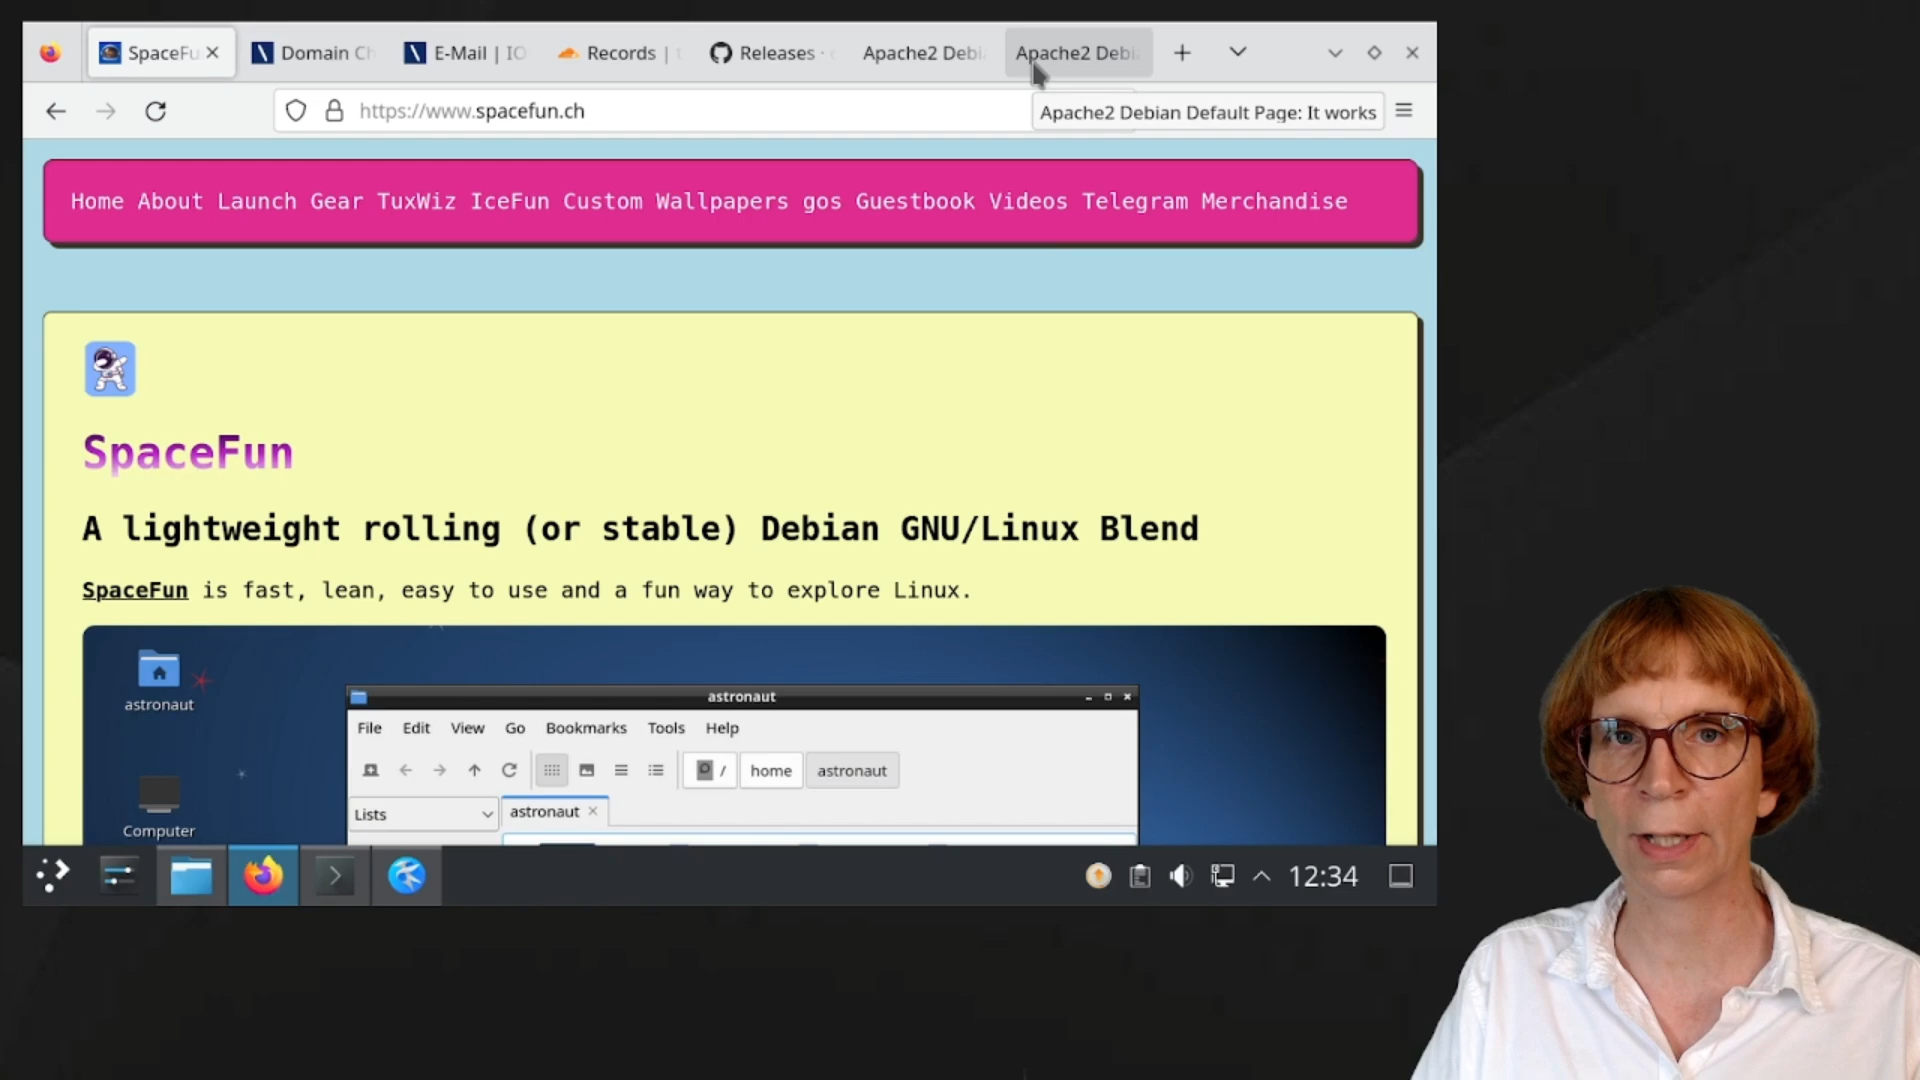 SpaceFu
Domain Ch
E-Mail | IO
Records |
Releases ·
Apache2 Debi
Apache2 Debi
https://www.spacefun.ch
Apache2 Debian Default Page: It works
Home About Launch Gear TuxWiz IceFun Custom Wallpapers gos Guestbook Videos Telegram Merchandise
SpaceFun
A lightweight rolling (or stable) Debian GNU/Linux Blend
SpaceFun is fast, lean, easy to use and a fun way to explore Linux.
astronaut
astronaut
File Edit View Go Bookmarks Tools Help
/ home astronaut
Lists
astronaut
Computer
12:34